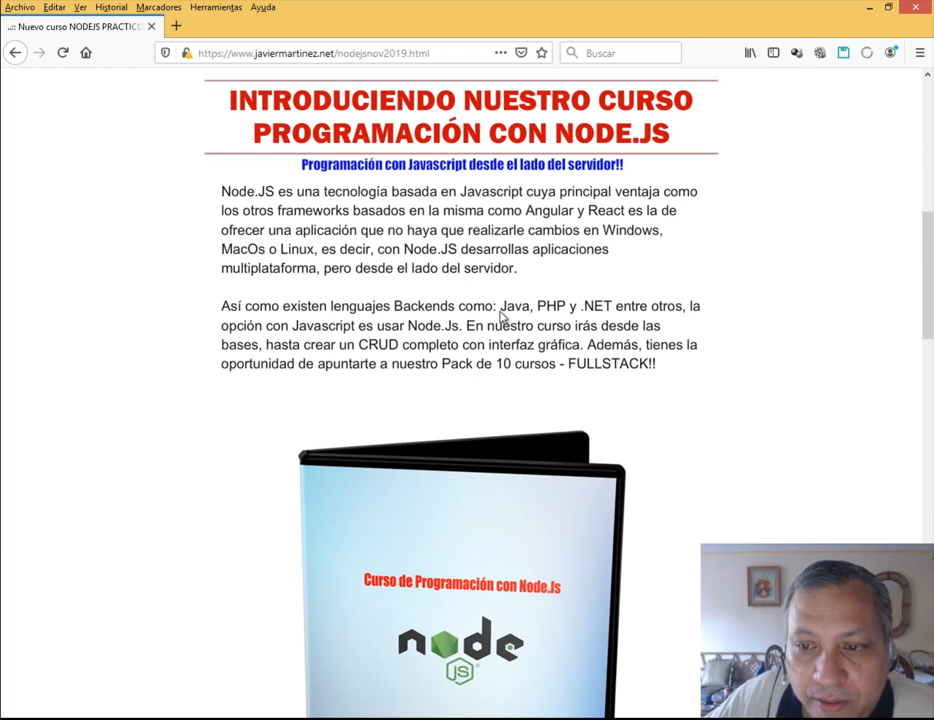 Archivo Editar Ver Historial Marcadores Herramientas Ayuda
..:: Nuevo curso NODEJS PRACTICO
https://www.javiermartinez.net/nodejsnov2019.html
Buscar
INTRODUCIENDO NUESTRO CURSO
PROGRAMACIÓN CON NODE.JS
Programación con Javascript desde el lado del servidor!!
Node.JS es una tecnología basada en Javascript cuya principal ventaja como
los otros frameworks basados en la misma como Angular y React es la de
ofrecer una aplicación que no haya que realizarle cambios en Windows,
MacOs o Linux, es decir, con Node.JS desarrollas aplicaciones
multiplataforma, pero desde el lado del servidor.
Así como existen lenguajes Backends como: Java, PHP y .NET entre otros, la
opción con Javascript es usar Node.Js. En nuestro curso irás desde las
bases, hasta crear un CRUD completo con interfaz gráfica. Además, tienes la
oportunidad de apuntarte a nuestro Pack de 10 cursos - FULLSTACK!!
Curso de Programación con Node.Js
node
JS